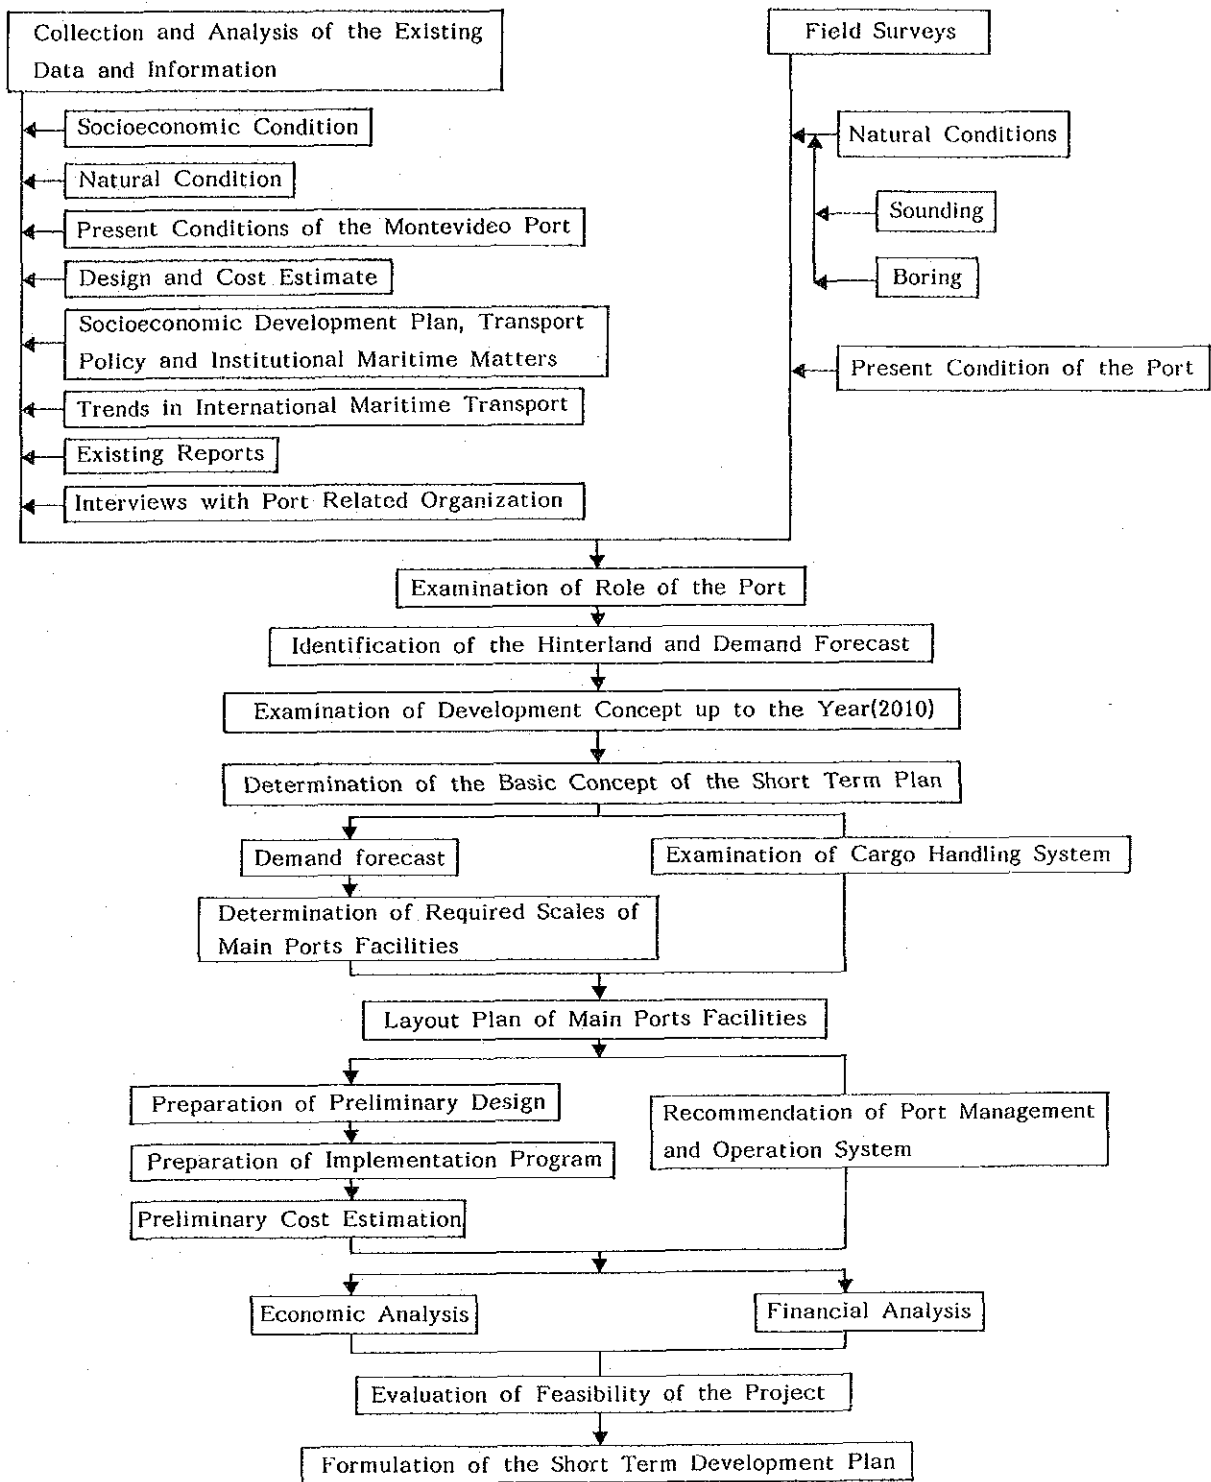 Collection and Analysis of the Existing
Data and Information
Field Surveys
Socioeconomic Condition
Natural Condition
Present Conditions of the Montevideo Port
Design and Cost Estimate
Socioeconomic Development Plan, Transport
Policy and Institutional Maritime Matters
Trends in International Maritime Transport
Existing Reports
Interviews with Port Related Organization
Natural Conditions
Sounding
Boring
Present Condition of the Port
Examination of Role of the Port
Identification of the Hinterland and Demand Forecast
Examination of Development Concept up to the Year(2010)
Determination of the Basic Concept of the Short Term Plan
Demand forecast
Examination of Cargo Handling System
Determination of Required Scales of
Main Ports Facilities
Layout Plan of Main Ports Facilities
Preparation of Preliminary Design
Preparation of Implementation Program
Preliminary Cost Estimation
Recommendation of Port Management
and Operation System
Economic Analysis
Financial Analysis
Evaluation of Feasibility of the Project
Formulation of the Short Term Development Plan